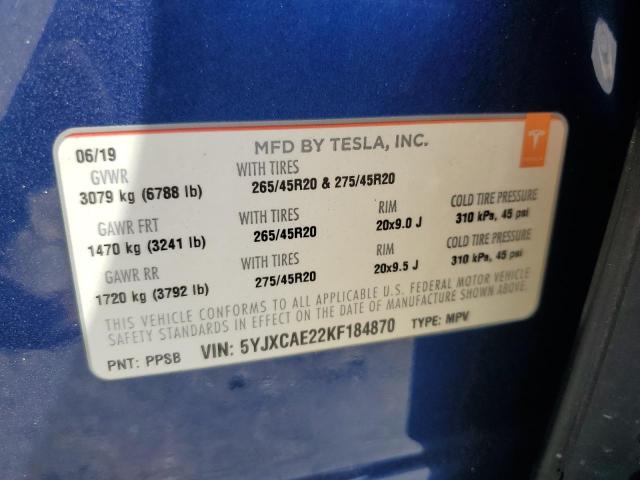 06/19 MFD BY TESLA, INC.
GVWR WITH TIRES
3079 kg (6788 lb) 265/45R20 & 275/45R20
GAWR FRT WITH TIRES RIM COLD TIRE PRESSURE
1470 kg (3241 lb) 265/45R20 20x9.0 J 310 kPa, 45 psi
GAWR RR WITH TIRES RIM COLD TIRE PRESSURE
1720 kg (3792 lb) 275/45R20 20x9.5 J 310 kPa, 45 psi
THIS VEHICLE CONFORMS TO ALL APPLICABLE U.S. FEDERAL MOTOR VEHICLE
SAFETY STANDARDS IN EFFECT ON THE DATE OF MANUFACTURE SHOWN ABOVE.
PNT: PPSB VIN: 5YJXCAE22KF184870 TYPE: MPV
TESLA